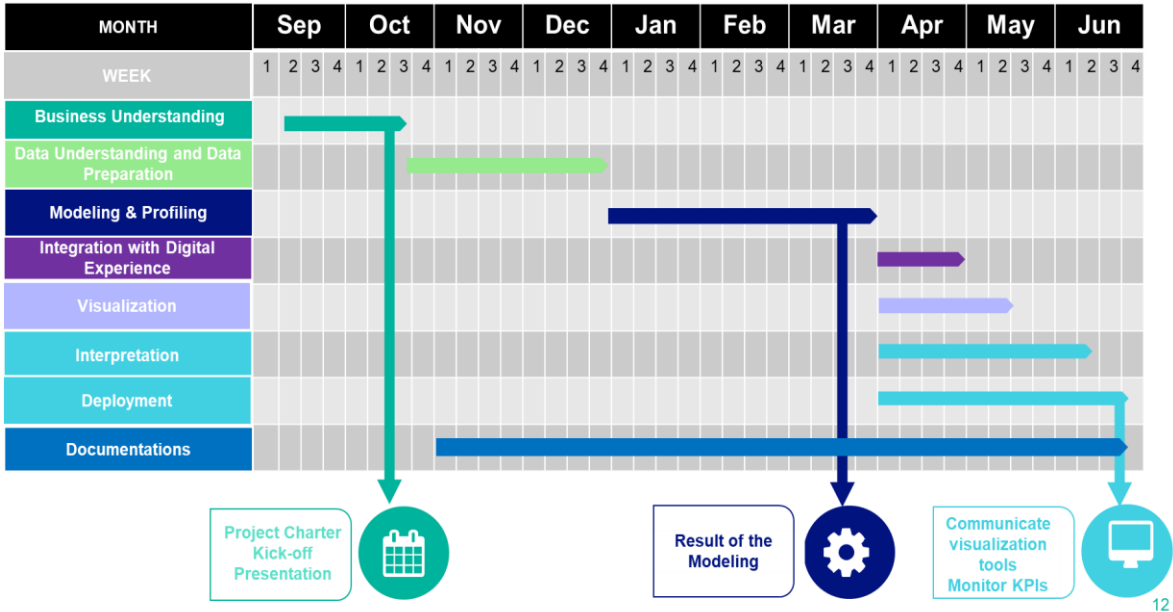 MONTH Sep Oct Nov Dec Jan Feb Mar Apr May Jun
WEEK 1 2 3 4 1 2 3 4 1 2 3 4 1 2 3 4 1 2 3 4 1 2 3 4 1 2 3 4 1 2 3 4 1 2 3 4 1 2 3 4
Business Understanding
Data Understanding and Data
Preparation
Modeling & Profiling
Integration with Digital
Experience
Visualization
Interpretation
Deployment
Documentations
Project Charter
Kick-off
Presentation
Result of the
Modeling
Communicate
visualization
tools
Monitor KPIs
12